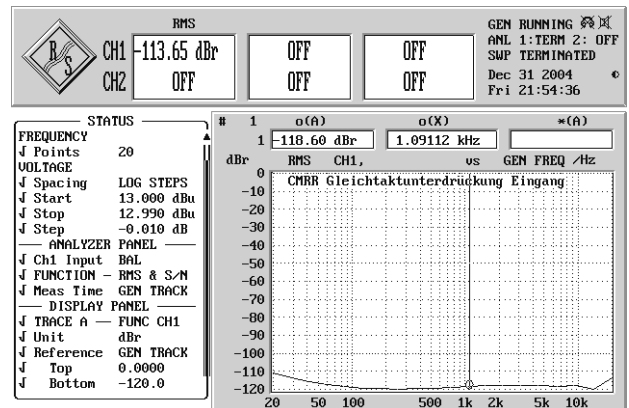 RMS
R&S
CH1 -113.65 dBr OFF OFF
CH2 OFF OFF OFF
GEN RUNNING
ANL 1:TERM 2: OFF
SWP TERMINATED
Dec 31 2004
Fri 21:54:36
STATUS
FREQUENCY
Points 20
VOLTAGE
Spacing LOG STEPS
Start 13.000 dBu
Stop 12.990 dBu
Step -0.010 dB
ANALYZER PANEL
Ch1 Input BAL
FUNCTION - RMS & S/N
Meas Time GEN TRACK
DISPLAY PANEL
TRACE A — FUNC CH1
Unit dBr
Reference GEN TRACK
Top 0.0000
Bottom -120.0
# 1 o(A) o(X) *(A)
1 -118.60 dBr 1.09112 kHz
dBr RMS CH1, vs GEN FREQ /Hz
CMRR Gleichtaktunterdrückung Eingang
0
-10
-20
-30
-40
-50
-60
-70
-80
-90
-100
-110
-120
20 50 100 500 1k 2k 5k 10k